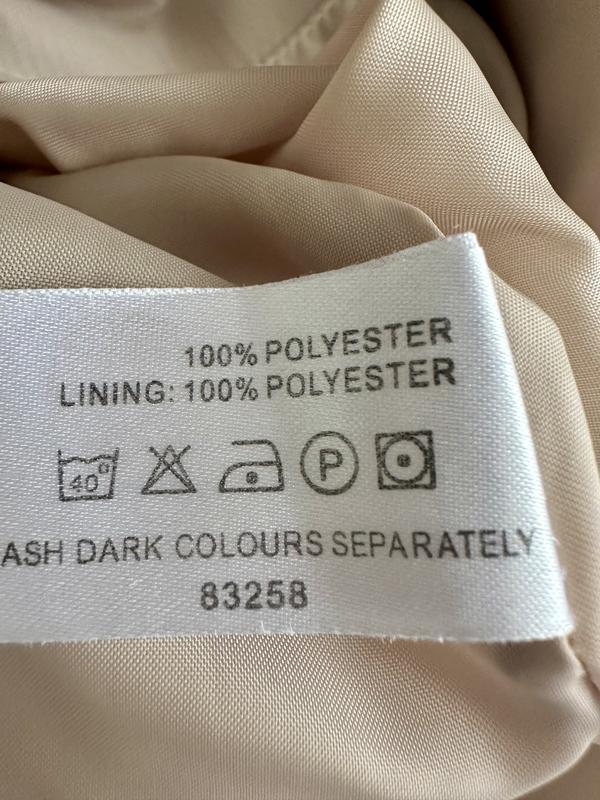 100% POLYESTER
LINING: 100% POLYESTER
40° P
ASH DARK COLOURS SEPARATELY
83258